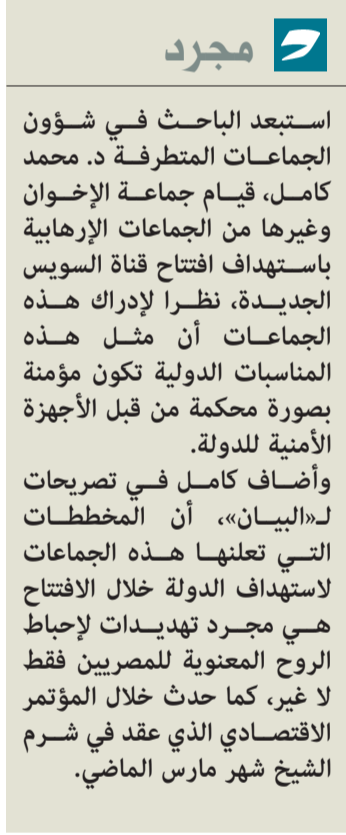 مجرد
استبعد الباحث في شؤون
الجماعات المتطرفة د. محمد
كامل، قيام جماعة الإخوان
وغيرها من الجماعات الإرهابية
باستهداف افتتاح قناة السويس
الجديدة، نظرا لإدراك هذه
الجماعات أن مثل هذه
المناسبات الدولية تكون مؤمنة
بصورة محكمة من قبل الأجهزة
الأمنية للدولة.
وأضاف كامل في تصريحات
لـ«البيان»، أن المخططات
التي تعلنها هذه الجماعات
لاستهداف الدولة خلال الافتتاح
هي مجرد تهديدات لإحباط
الروح المعنوية للمصريين فقط
لا غير، كما حدث خلال المؤتمر
الاقتصادي الذي عقد في شرم
الشيخ شهر مارس الماضي.